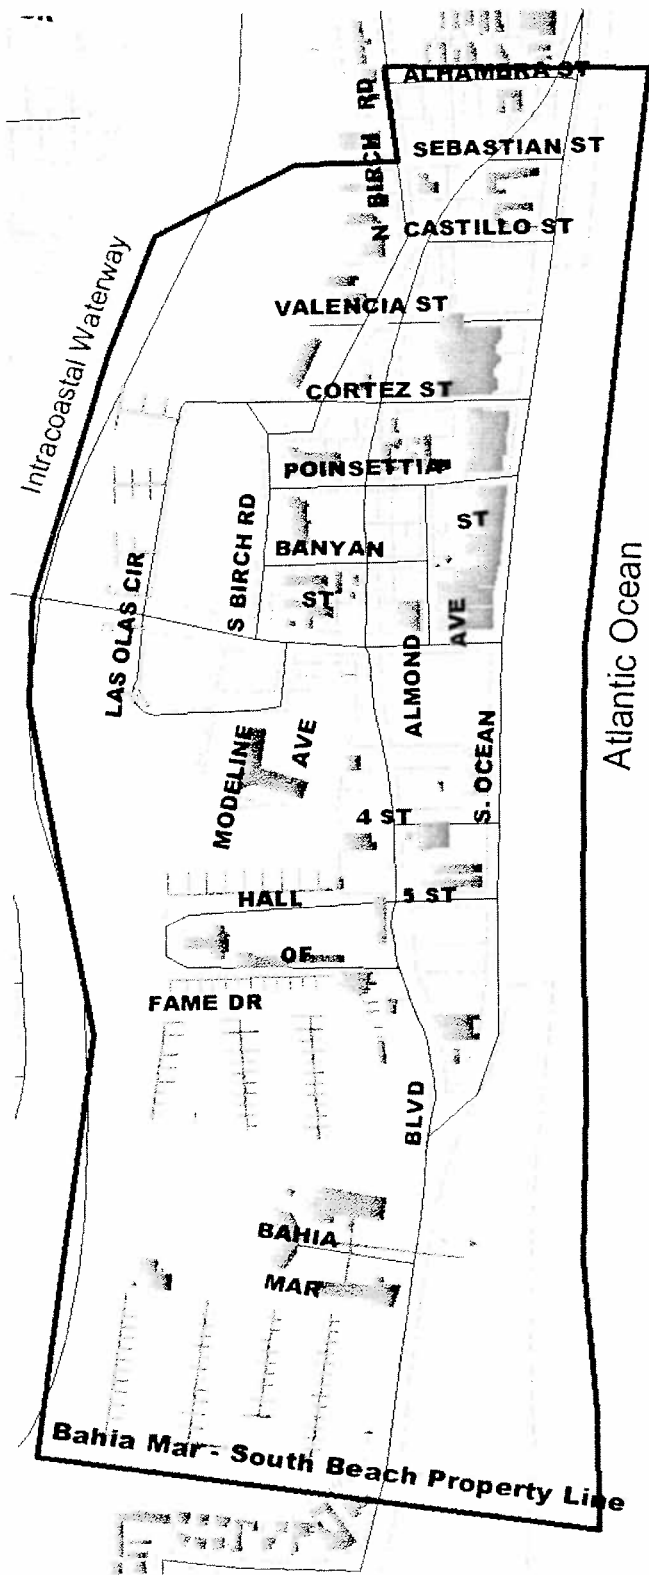 ALHAMBRA ST
N BIRCH RD
SEBASTIAN ST
CASTILLO ST
Intracoastal Waterway
VALENCIA ST
CORTEZ ST
POINSETTIA
ST
S BIRCH RD
BANYAN
ST
LAS OLAS CIR
ALMOND
AVE
Atlantic Ocean
MODELINE
AVE
S. OCEAN
4 ST
HALL
5 ST
OF
FAME DR
BLVD
BAHIA
MAR
Bahia Mar - South Beach Property Line